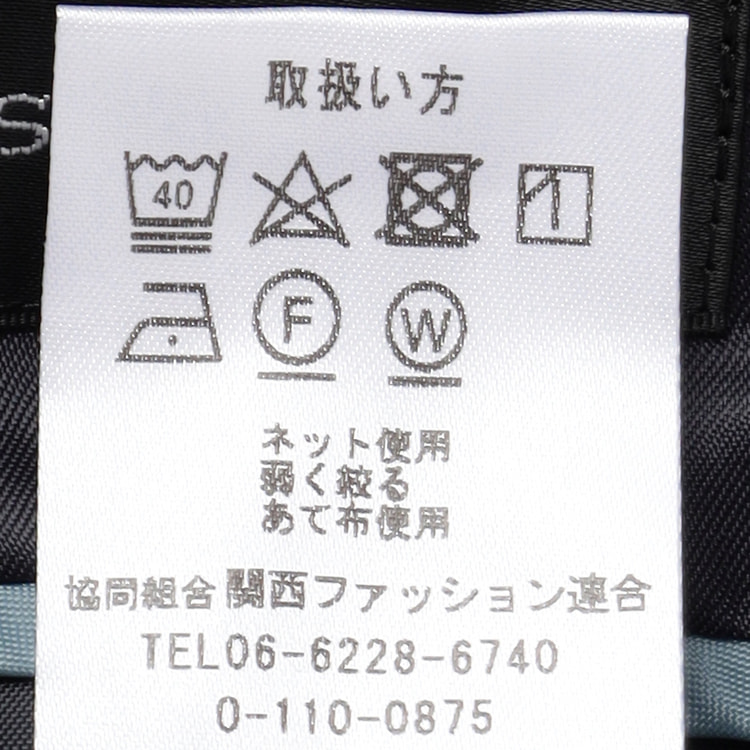 取扱い方
S
40
F W
ネット使用
弱く絞る
あて布使用
協同組合関西ファッション連合
TEL06-6228-6740
0-110-0875